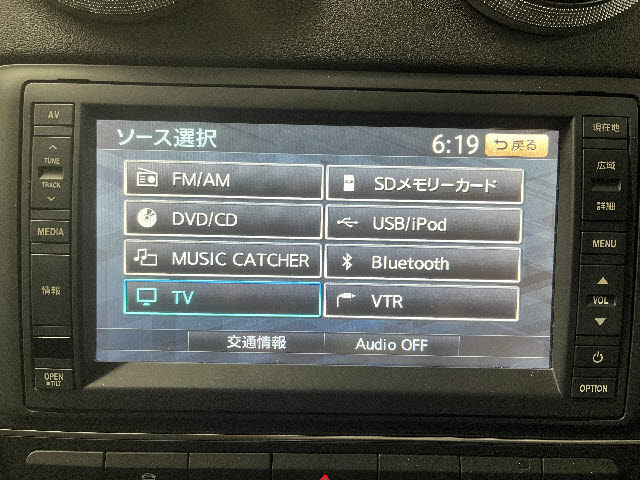 AV
TUNE
TRACK
MEDIA
情報
OPEN
TILT
ソース選択
6:19
戻る
FM/AM
SDメモリーカード
DVD/CD
USB/iPod
MUSIC CATCHER
Bluetooth
TV
VTR
交通情報
Audio OFF
現在地
広域
詳細
MENU
VOL
OPTION